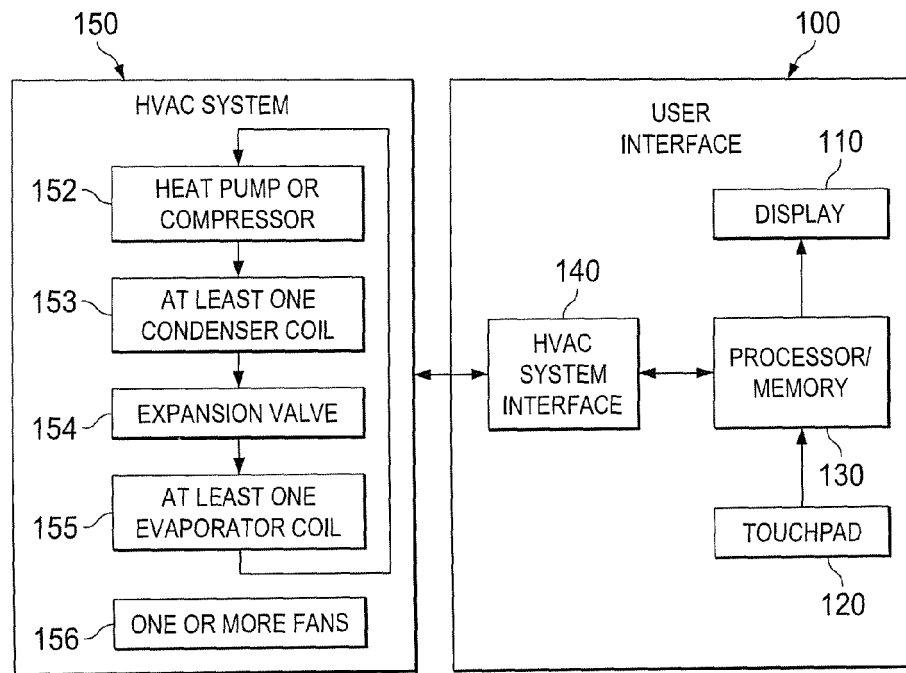 150
HVAC SYSTEM
152
HEAT PUMP OR
COMPRESSOR
153
AT LEAST ONE
CONDENSER COIL
154
EXPANSION VALVE
155
AT LEAST ONE
EVAPORATOR COIL
156
ONE OR MORE FANS
100
USER
INTERFACE
110
DISPLAY
140
HVAC
SYSTEM
INTERFACE
PROCESSOR/
MEMORY
130
TOUCHPAD
120